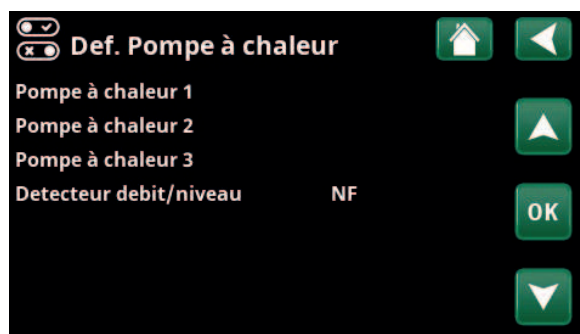 Def. Pompe à chaleur
Pompe à chaleur 1
Pompe à chaleur 2
Pompe à chaleur 3
Detecteur debit/niveau NF
OK